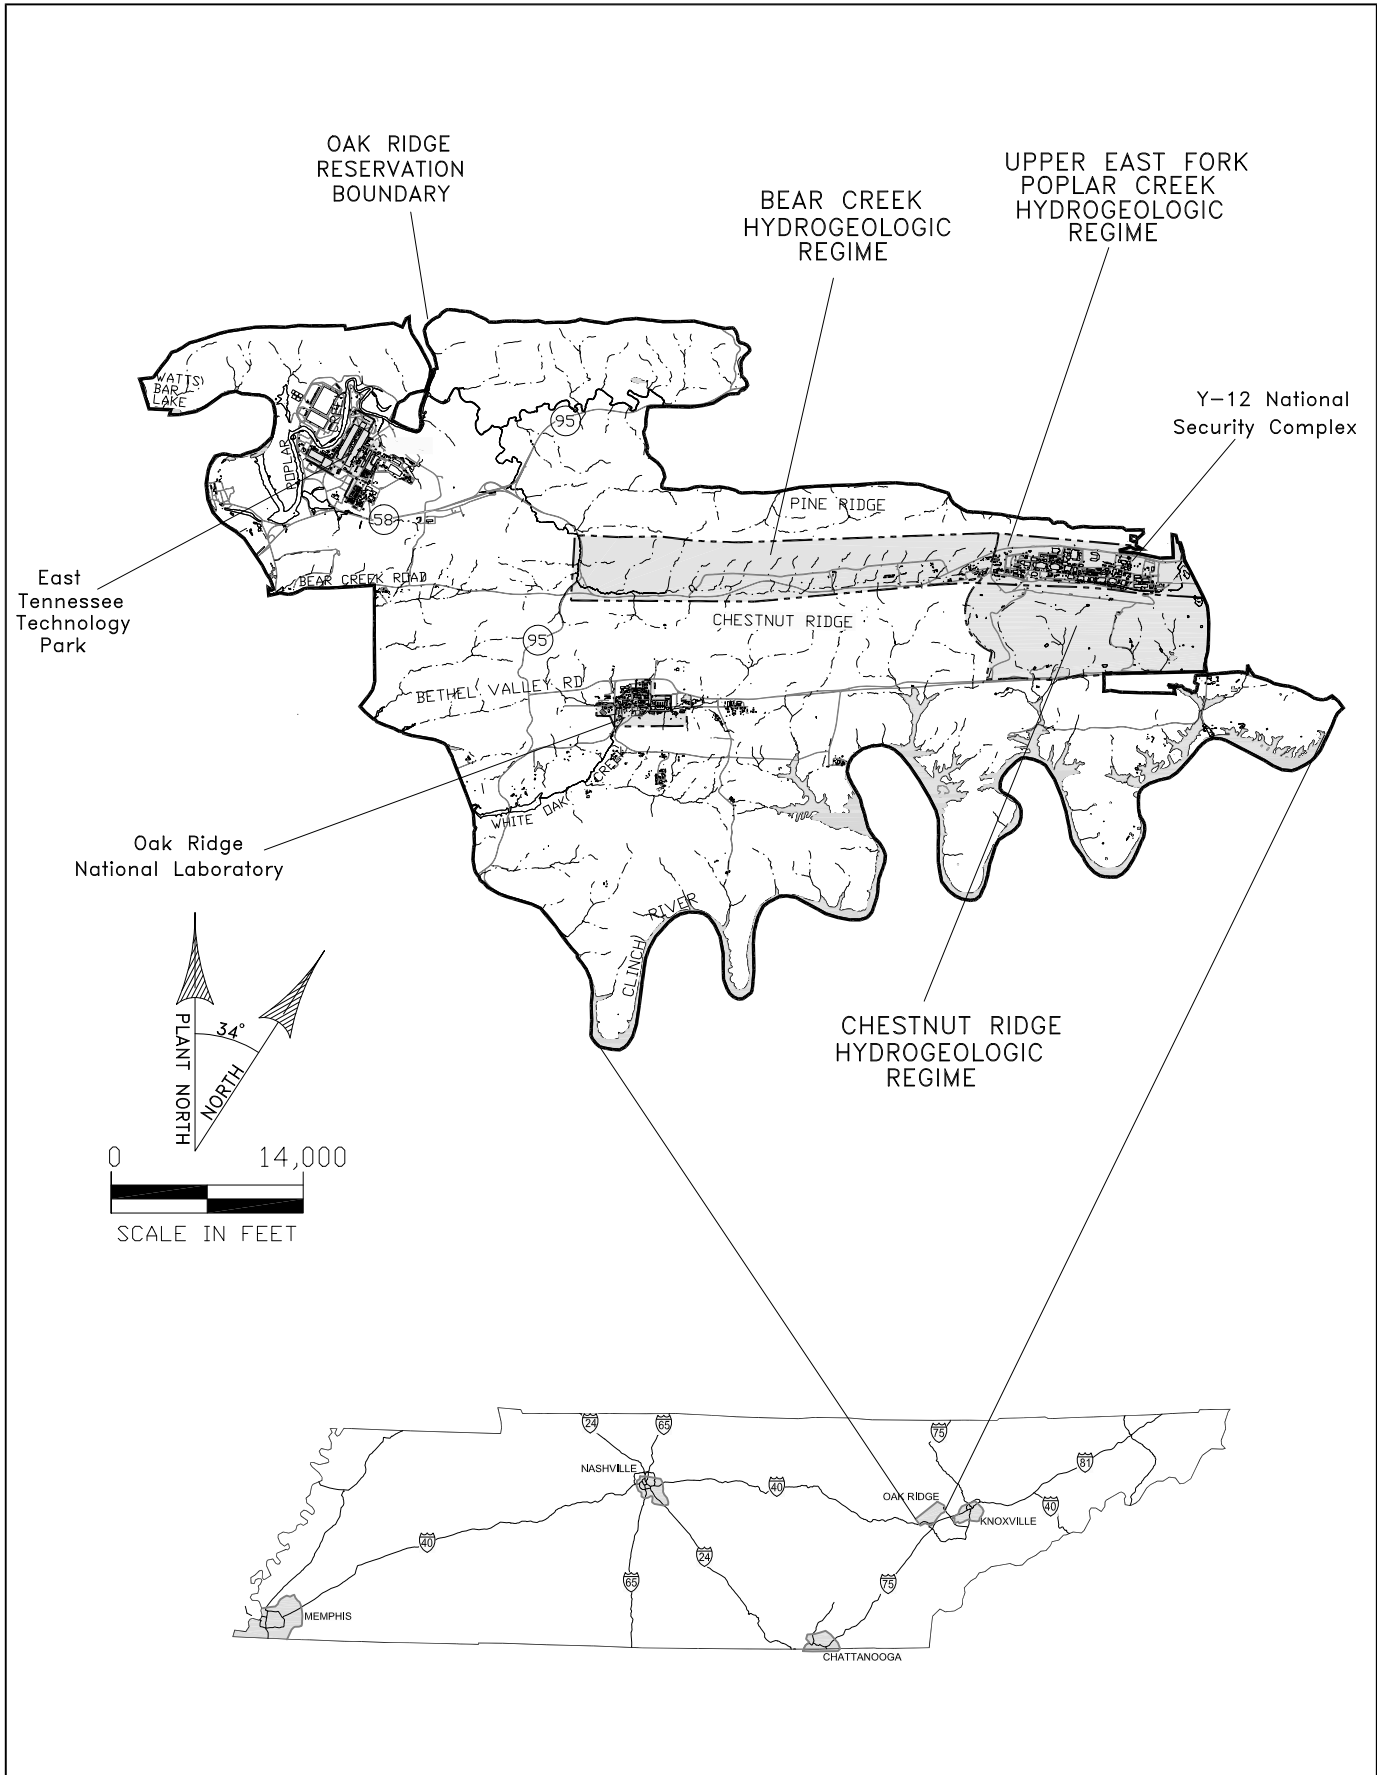 OAK RIDGE
RESERVATION
BOUNDARY
BEAR CREEK
HYDROGEOLOGIC
REGIME
UPPER EAST FORK
POPLAR CREEK
HYDROGEOLOGIC
REGIME
WATTS
BAR
LAKE
95
Y-12 National
Security Complex
POPLAR
PINE RIDGE
58
East
Tennessee
Technology
Park
BEAR CREEK ROAD
CHESTNUT RIDGE
95
BETHEL VALLEY RD
WHITE OAK CREEK
Oak Ridge
National Laboratory
CLINCH RIVER
CHESTNUT RIDGE
HYDROGEOLOGIC
REGIME
PLANT NORTH
34°
NORTH
0 14,000
SCALE IN FEET
24
65
75
NASHVILLE
81
40
OAK RIDGE
40
KNOXVILLE
40
24
65
75
MEMPHIS
CHATTANOOGA